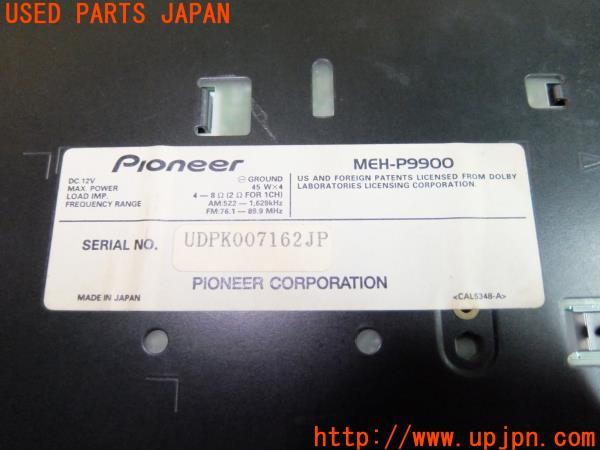 USED PARTS JAPAN
Pioneer
MEH-P9900
DC.12V ⊖ GROUND
MAX. POWER 45 W×4
LOAD IMP. 4 — 8 Ω (2 Ω FOR 1CH)
FREQUENCY RANGE AM:522 — 1,629kHz
FM:76.1 — 89.9 MHz
US AND FOREIGN PATENTS LICENSED FROM DOLBY
LABORATORIES LICENSING CORPORATION.
SERIAL NO. UDPK007162JP
PIONEER CORPORATION
MADE IN JAPAN
<CAL5348-A>
3top http://www.upjpn.com